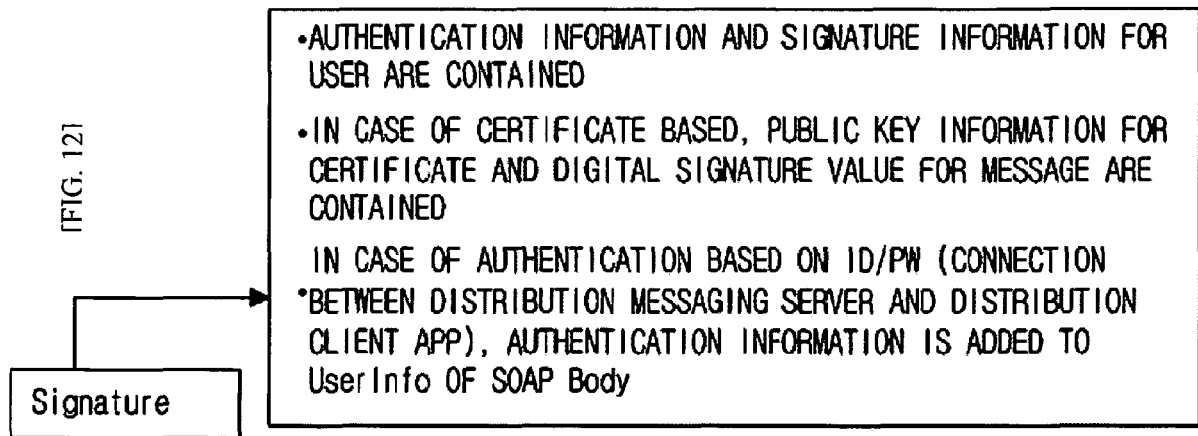 [FIG. 12]
•AUTHENTICATION INFORMATION AND SIGNATURE INFORMATION FOR
USER ARE CONTAINED
•IN CASE OF CERTIFICATE BASED, PUBLIC KEY INFORMATION FOR
CERTIFICATE AND DIGITAL SIGNATURE VALUE FOR MESSAGE ARE
CONTAINED
IN CASE OF AUTHENTICATION BASED ON ID/PW (CONNECTION
•BETWEEN DISTRIBUTION MESSAGING SERVER AND DISTRIBUTION
CLIENT APP), AUTHENTICATION INFORMATION IS ADDED TO
UserInfo OF SOAP Body
Signature